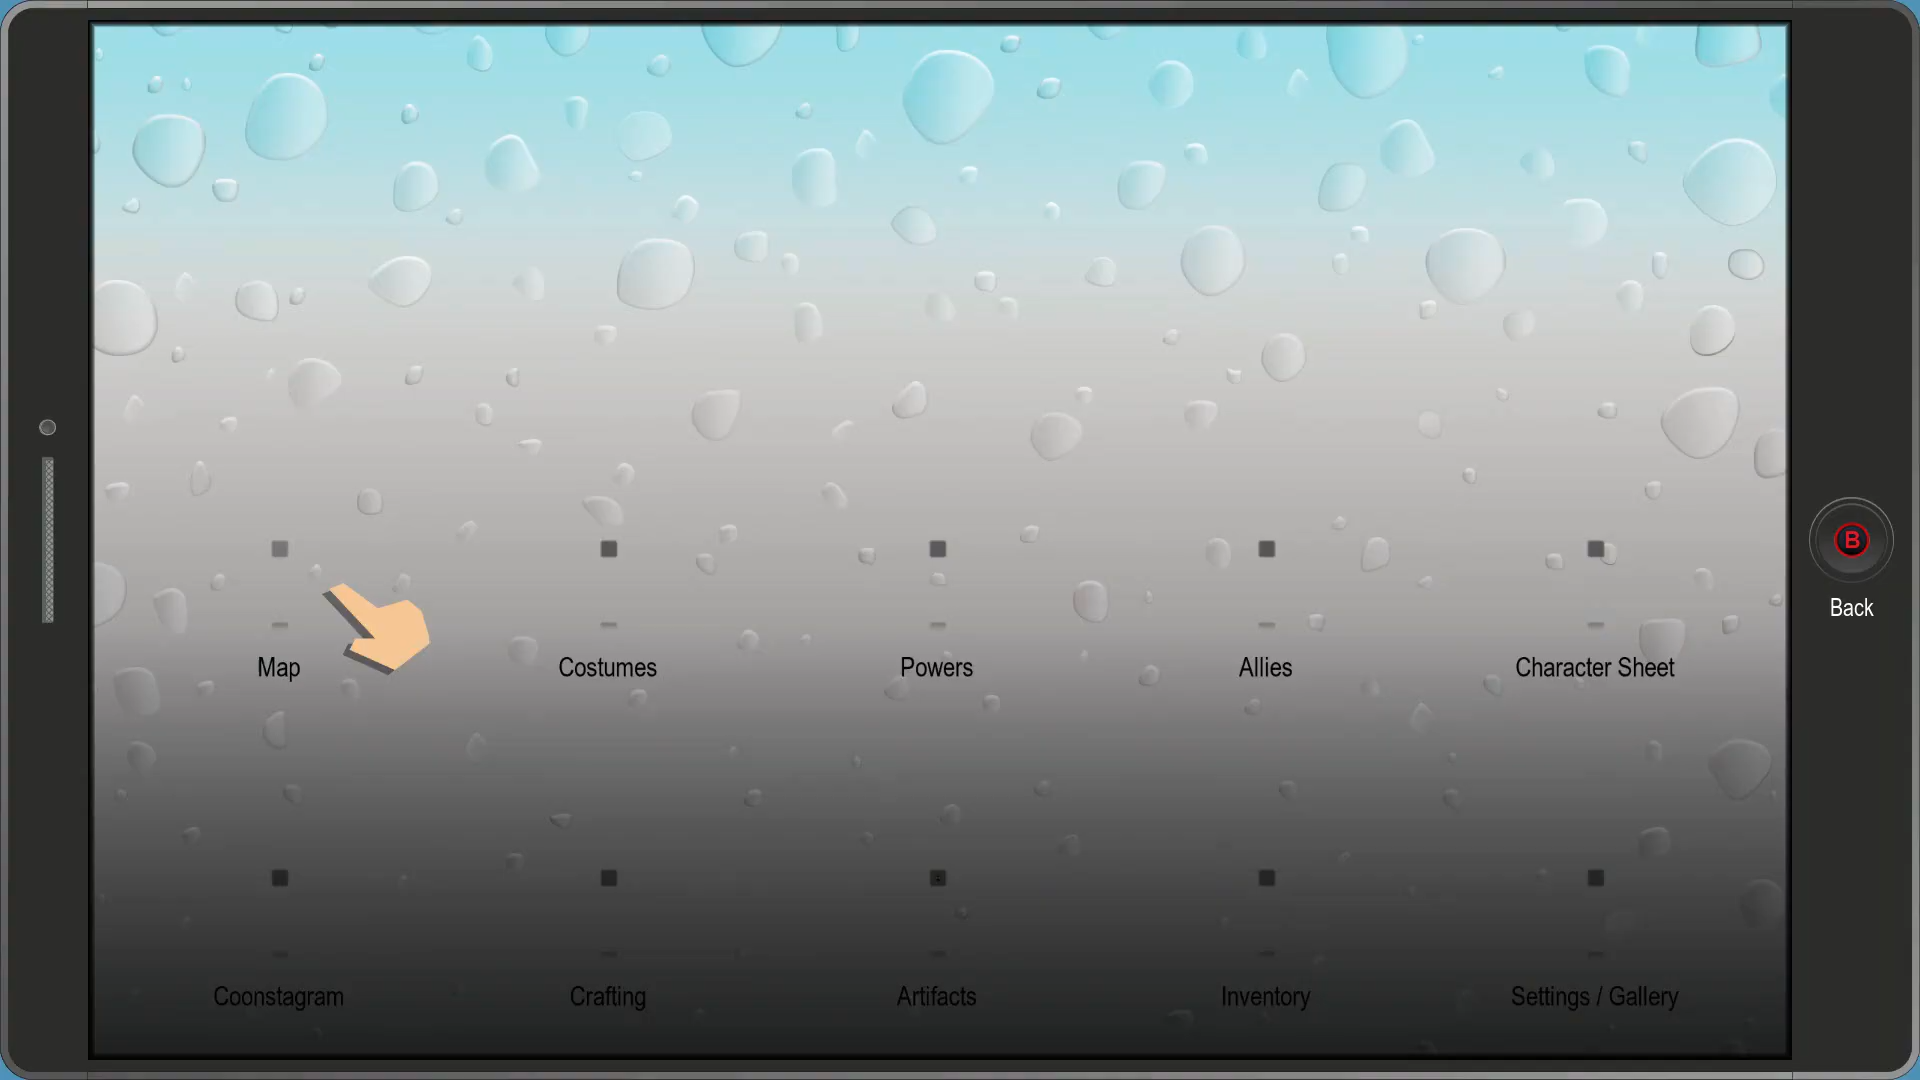 B
Back
Map
Costumes
Powers
Allies
Character Sheet
Coonstagram
Crafting
Artifacts
Inventory
Settings / Gallery